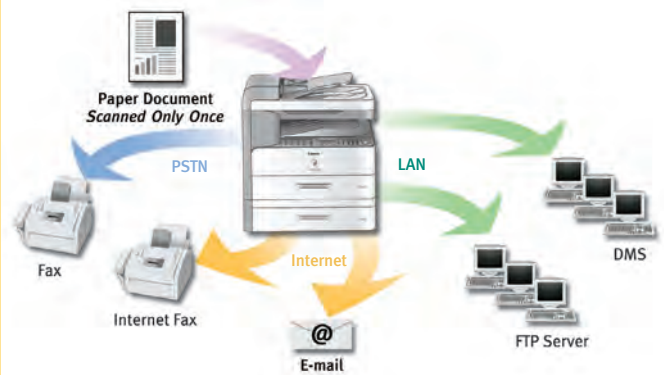 Paper Document
Scanned Only Once
PSTN
LAN
Fax
Internet
Internet Fax
@
E-mail
DMS
FTP Server